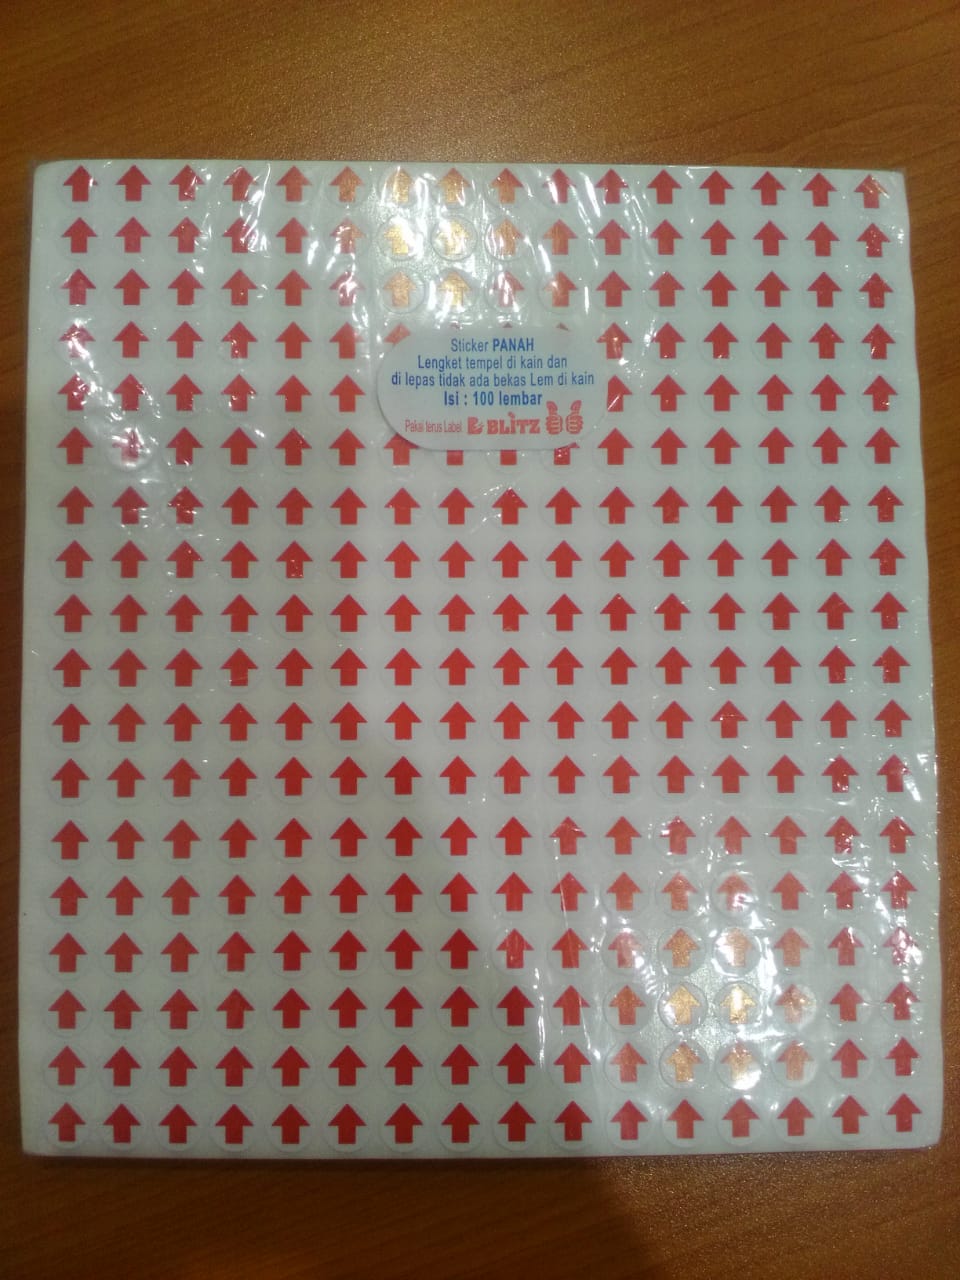 Sticker PANAH
Lengket tempel di kain dan
di lepas tidak ada bekas Lem di kain
Isi : 100 lembar
Pakai terus Label BLITZ